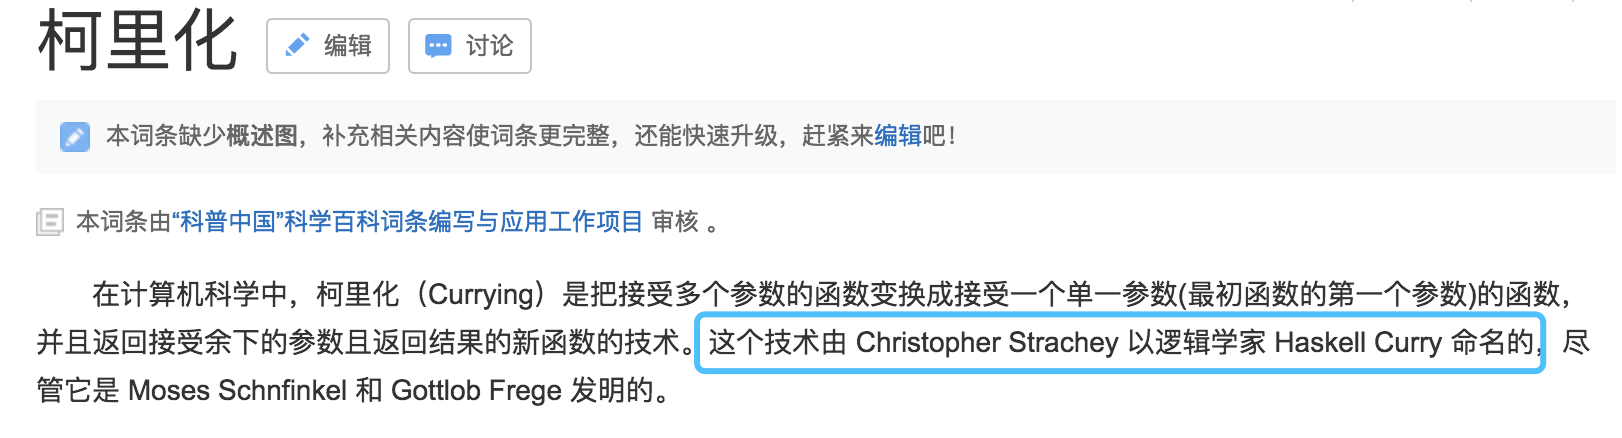 柯里化 编辑 讨论
本词条缺少概述图，补充相关内容使词条更完整，还能快速升级，赶紧来编辑吧！
本词条由“科普中国”科学百科词条编写与应用工作项目 审核 。
在计算机科学中，柯里化（Currying）是把接受多个参数的函数变换成接受一个单一参数(最初函数的第一个参数)的函数，
并且返回接受余下的参数且返回结果的新函数的技术。这个技术由 Christopher Strachey 以逻辑学家 Haskell Curry 命名的，尽
管它是 Moses Schnfinkel 和 Gottlob Frege 发明的。